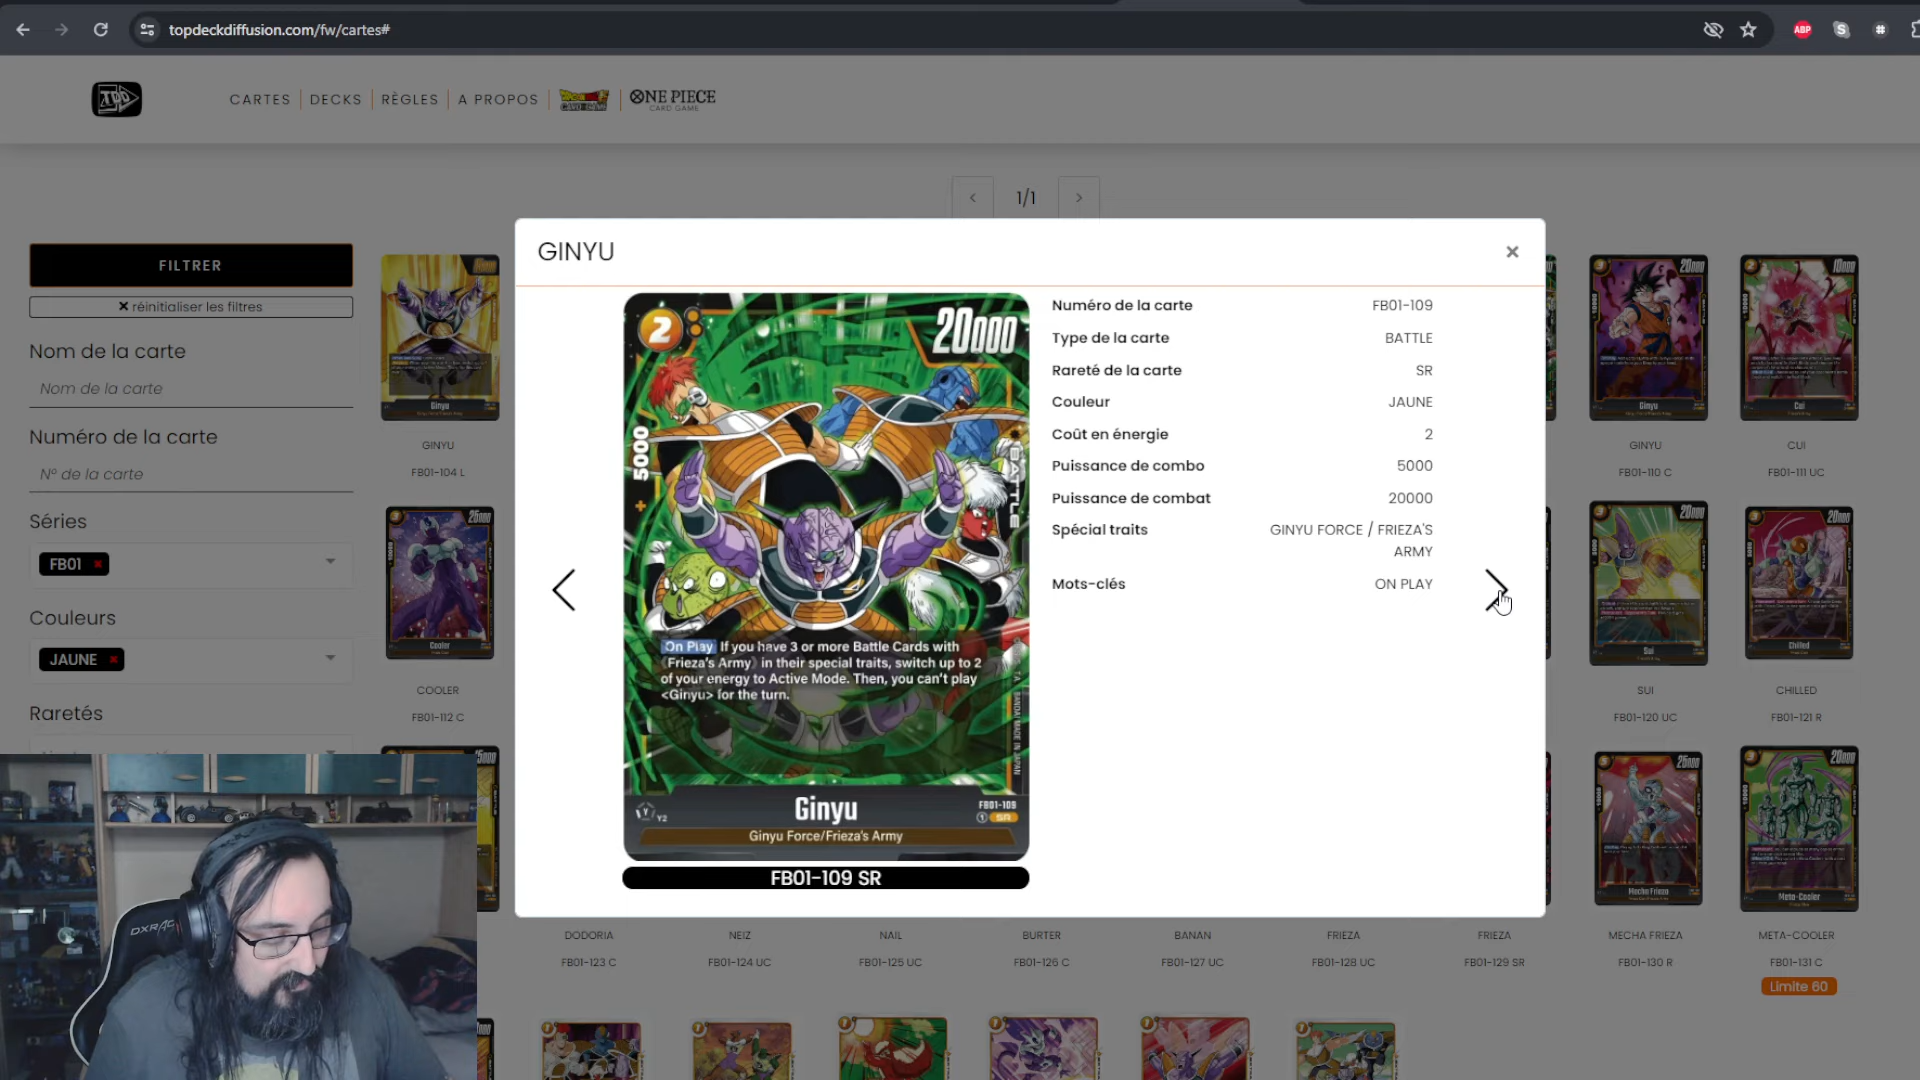 topdeckdiffusion.com/fw/cartes#
ABP
TDD
CARTES
DECKS
RÈGLES
A PROPOS
ONE PIECE
CARD GAME
1/1
FILTRER
✕ réinitialiser les filtres
Nom de la carte
Nom de la carte
Numéro de la carte
N° de la carte
Séries
FB01
Couleurs
JAUNE
Raretés
GINYU
FB01-104 L
COOLER
FB01-112 C
GINYU
2
20000
5000
BATTLE
On Play If you have 3 or more Battle Cards with
《Frieza's Army》 in their special traits, switch up to 2
of your energy to Active Mode. Then, you can't play
<Ginyu> for the turn.
Ginyu
FB01-109
SR
Ginyu Force/Frieza's Army
FB01-109 SR
Numéro de la carte FB01-109
Type de la carte BATTLE
Rareté de la carte SR
Couleur JAUNE
Coût en énergie 2
Puissance de combo 5000
Puissance de combat 20000
Spécial traits GINYU FORCE / FRIEZA'S
ARMY
Mots-clés ON PLAY
GINYU
FB01-110 C
CUI
FB01-111 UC
SUI
FB01-120 UC
CHILLED
FB01-121 R
DODORIA
FB01-123 C
NEIZ
FB01-124 UC
NAIL
FB01-125 UC
BURTER
FB01-126 C
BANAN
FB01-127 UC
FRIEZA
FB01-128 UC
FRIEZA
FB01-129 SR
MECHA FRIEZA
FB01-130 R
META-COOLER
FB01-131 C
Limite 60
DXRAC